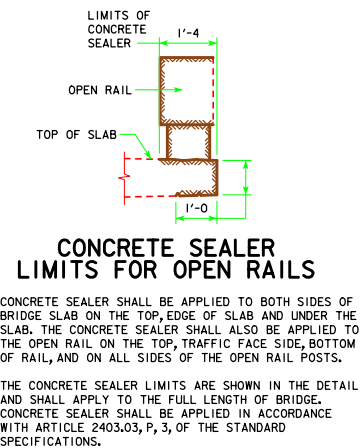 LIMITS OF
CONCRETE
SEALER
1'-4
OPEN RAIL
TOP OF SLAB
1'-0
CONCRETE SEALER
LIMITS FOR OPEN RAILS
CONCRETE SEALER SHALL BE APPLIED TO BOTH SIDES OF
BRIDGE SLAB ON THE TOP, EDGE OF SLAB AND UNDER THE
SLAB. THE CONCRETE SEALER SHALL ALSO BE APPLIED TO
THE OPEN RAIL ON THE TOP, TRAFFIC FACE SIDE, BOTTOM
OF RAIL, AND ON ALL SIDES OF THE OPEN RAIL POSTS.
THE CONCRETE SEALER LIMITS ARE SHOWN IN THE DETAIL
AND SHALL APPLY TO THE FULL LENGTH OF BRIDGE.
CONCRETE SEALER SHALL BE APPLIED IN ACCORDANCE
WITH ARTICLE 2403.03, P, 3, OF THE STANDARD
SPECIFICATIONS.